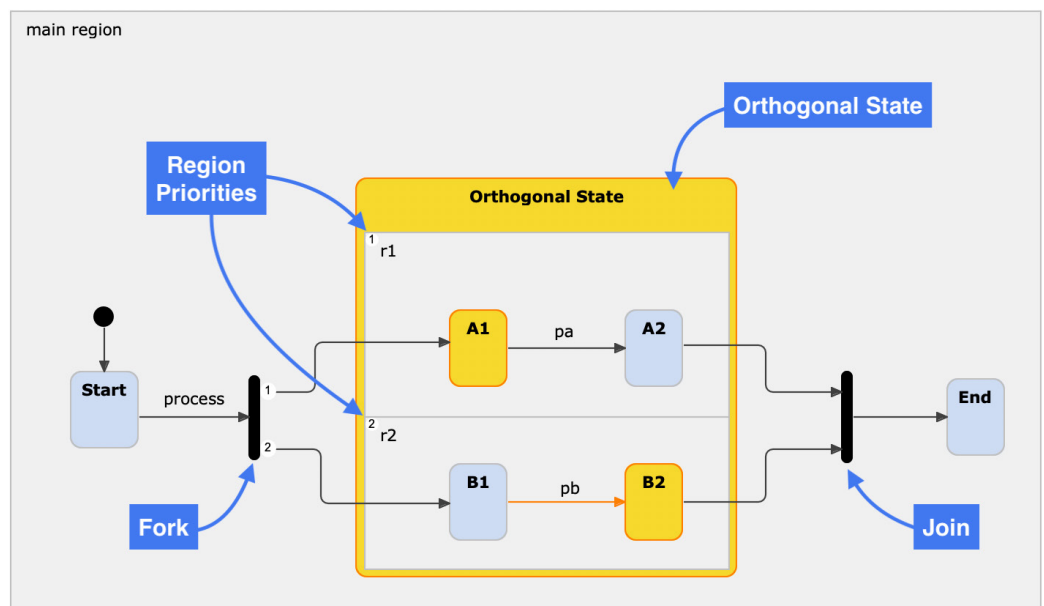 main region
Orthogonal State
Region
Priorities
Orthogonal State
1
r1
A1
pa
A2
Start
process
1
2
End
2
r2
B1
pb
B2
Fork
Join